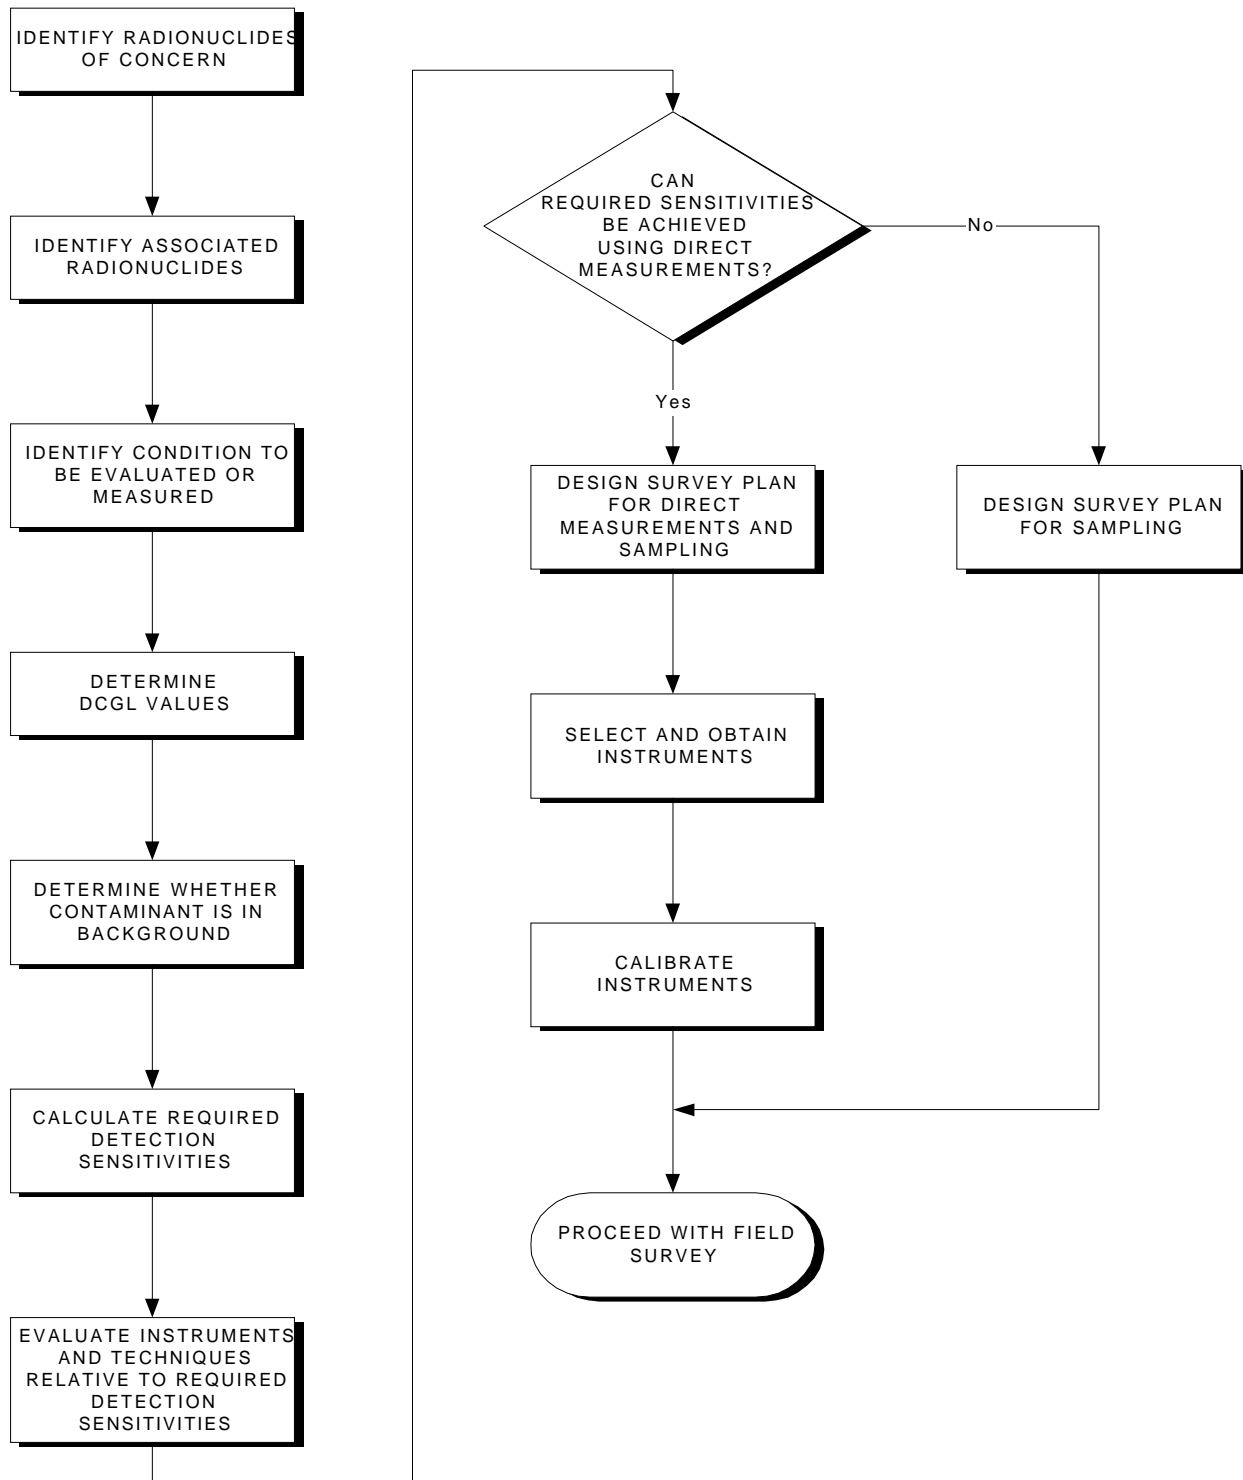 IDENTIFY RADIONUCLIDES
OF CONCERN
IDENTIFY ASSOCIATED
RADIONUCLIDES
IDENTIFY CONDITION TO
BE EVALUATED OR
MEASURED
DETERMINE
DCGL VALUES
DETERMINE WHETHER
CONTAMINANT IS IN
BACKGROUND
CALCULATE REQUIRED
DETECTION
SENSITIVITIES
EVALUATE INSTRUMENTS
AND TECHNIQUES
RELATIVE TO REQUIRED
DETECTION
SENSITIVITIES
CAN
REQUIRED SENSITIVITIES
BE ACHIEVED
USING DIRECT
MEASUREMENTS?
No
Yes
DESIGN SURVEY PLAN
FOR DIRECT
MEASUREMENTS AND
SAMPLING
DESIGN SURVEY PLAN
FOR SAMPLING
SELECT AND OBTAIN
INSTRUMENTS
CALIBRATE
INSTRUMENTS
PROCEED WITH FIELD
SURVEY